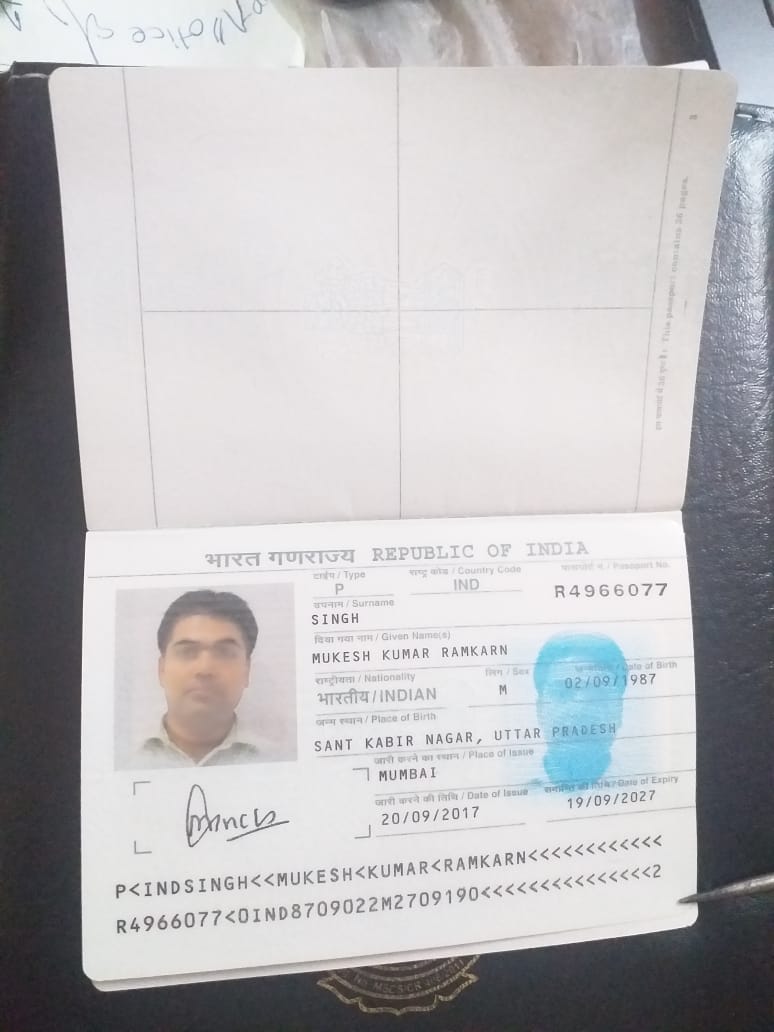 Notice of
8
इस पासपोर्ट में 36 पृष्ठ हैं। This passport contains 36 pages.
भारत गणराज्य REPUBLIC OF INDIA
टाईप / Type राष्ट्र कोड / Country Code पासपोर्ट नं. / Passport No.
P IND R4966077
उपनाम / Surname
SINGH
दिया गया नाम / Given Name(s)
MUKESH KUMAR RAMKARN
राष्ट्रीयता / Nationality लिंग / Sex जन्मतिथि / Date of Birth
भारतीय / INDIAN M 02/09/1987
जन्म स्थान / Place of Birth
SANT KABIR NAGAR, UTTAR PRADESH
जारी करने का स्थान / Place of Issue
MUMBAI
जारी करने की तिथि / Date of Issue समाप्ति की तिथि / Date of Expiry
20/09/2017 19/09/2027
P<INDSINGH<<MUKESH<KUMAR<RAMKARN<<<<<<<<<<<<
R4966077<0IND8709022M2709190<<<<<<<<<<<<<<<2